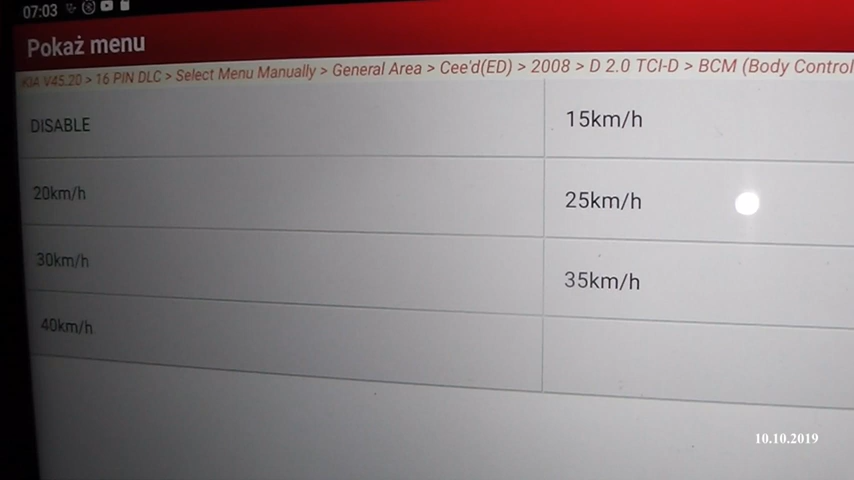 07:03
Pokaż menu
KIA V45.20 > 16 PIN DLC > Select Menu Manually > General Area > Cee'd(ED) > 2008 > D 2.0 TCI-D > BCM (Body Control
DISABLE
15km/h
20km/h
25km/h
30km/h
35km/h
40km/h
10.10.2019